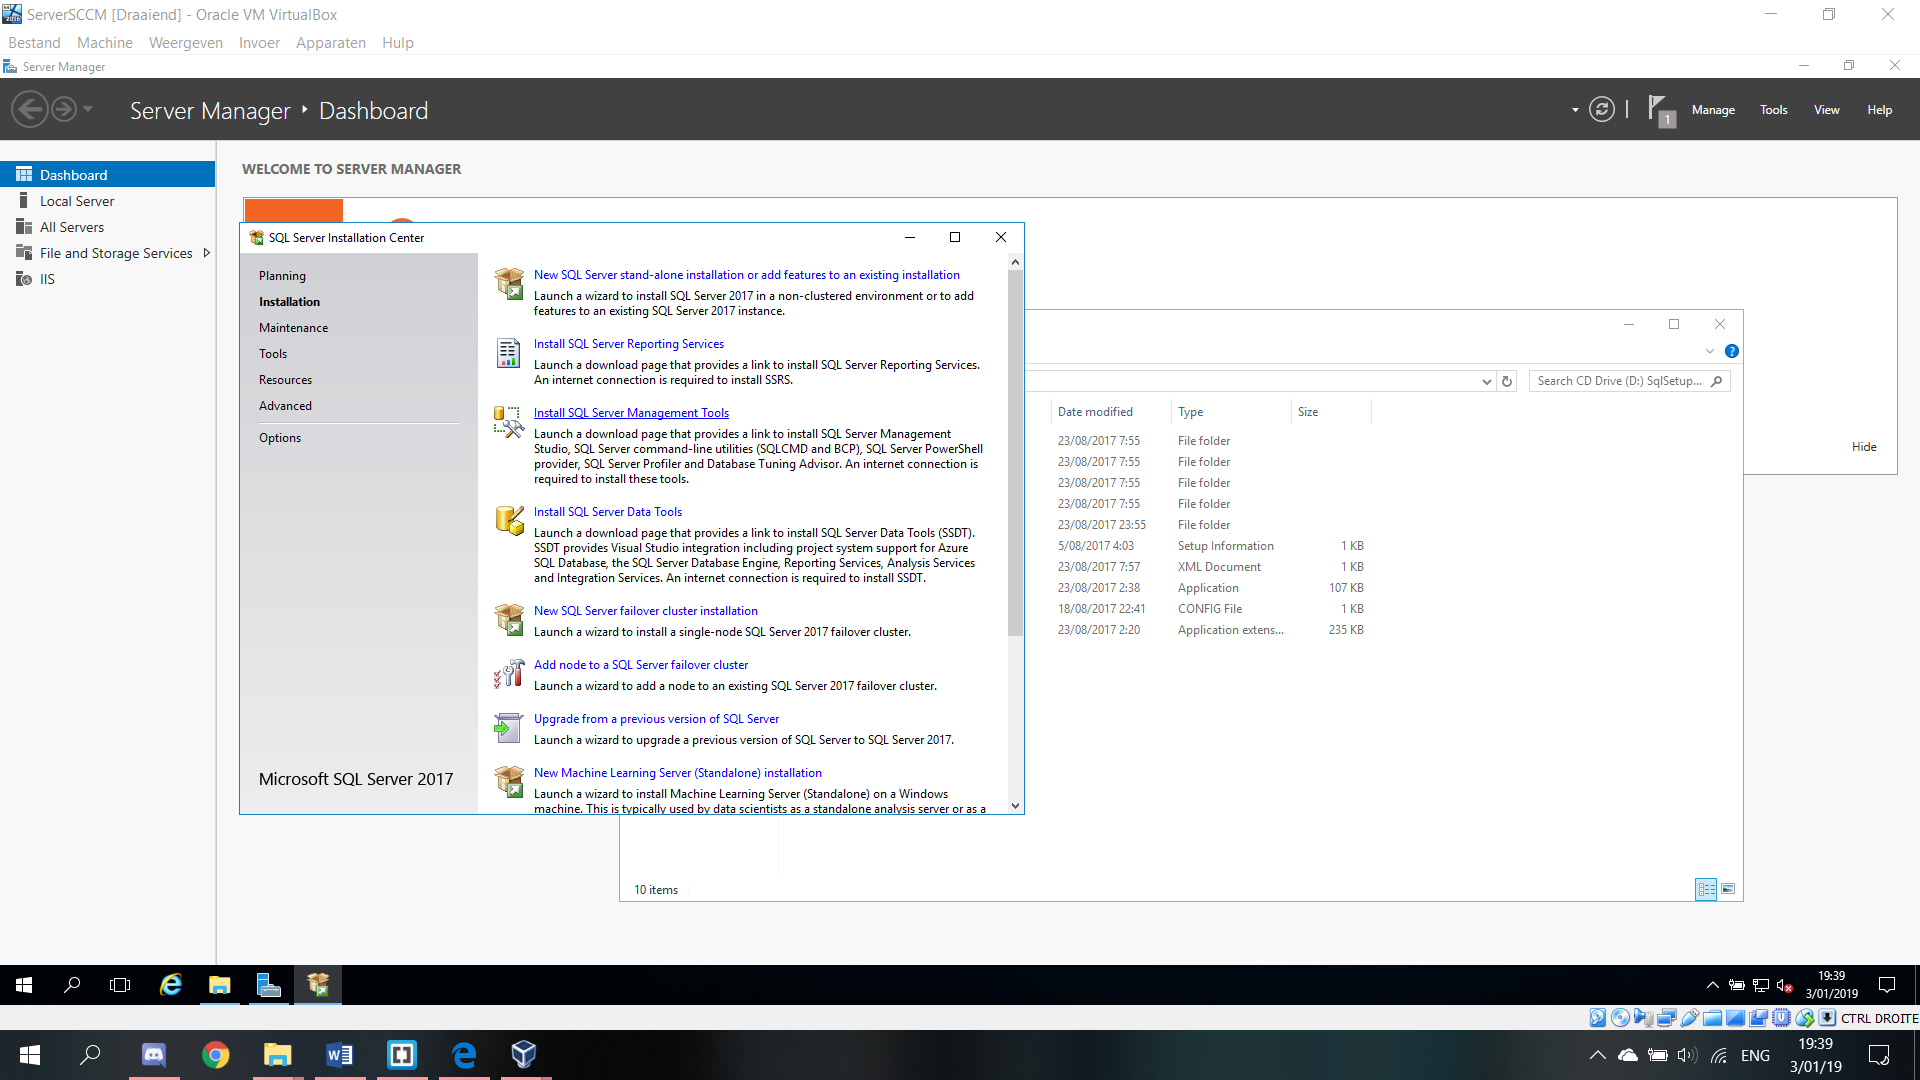 ServerSCCM [Draaiend] - Oracle VM VirtualBox
Bestand Machine Weergeven Invoer Apparaten Hulp
Server Manager
Server Manager Dashboard
1 Manage Tools View Help
Dashboard
Local Server
All Servers
File and Storage Services
IIS
WELCOME TO SERVER MANAGER
SQL Server Installation Center
Planning
Installation
Maintenance
Tools
Resources
Advanced
Options
Microsoft SQL Server 2017
New SQL Server stand-alone installation or add features to an existing installation
Launch a wizard to install SQL Server 2017 in a non-clustered environment or to add
features to an existing SQL Server 2017 instance.
Install SQL Server Reporting Services
Launch a download page that provides a link to install SQL Server Reporting Services.
An internet connection is required to install SSRS.
Install SQL Server Management Tools
Launch a download page that provides a link to install SQL Server Management
Studio, SQL Server command-line utilities (SQLCMD and BCP), SQL Server PowerShell
provider, SQL Server Profiler and Database Tuning Advisor. An internet connection is
required to install these tools.
Install SQL Server Data Tools
Launch a download page that provides a link to install SQL Server Data Tools (SSDT).
SSDT provides Visual Studio integration including project system support for Azure
SQL Database, the SQL Server Database Engine, Reporting Services, Analysis Services
and Integration Services. An internet connection is required to install SSDT.
New SQL Server failover cluster installation
Launch a wizard to install a single-node SQL Server 2017 failover cluster.
Add node to a SQL Server failover cluster
Launch a wizard to add a node to an existing SQL Server 2017 failover cluster.
Upgrade from a previous version of SQL Server
Launch a wizard to upgrade a previous version of SQL Server to SQL Server 2017.
New Machine Learning Server (Standalone) installation
Launch a wizard to install Machine Learning Server (Standalone) on a Windows
machine. This is typically used by data scientists as a standalone analysis server or as a
Search CD Drive (D:) SqlSetup...
Date modified Type Size
23/08/2017 7:55 File folder
23/08/2017 7:55 File folder
23/08/2017 7:55 File folder
23/08/2017 7:55 File folder
23/08/2017 23:55 File folder
5/08/2017 4:03 Setup Information 1 KB
23/08/2017 7:57 XML Document 1 KB
23/08/2017 2:38 Application 107 KB
18/08/2017 22:41 CONFIG File 1 KB
23/08/2017 2:20 Application extens... 235 KB
Hide
10 items
19:39
3/01/2019
CTRL DROITE
ENG
19:39
3/01/19